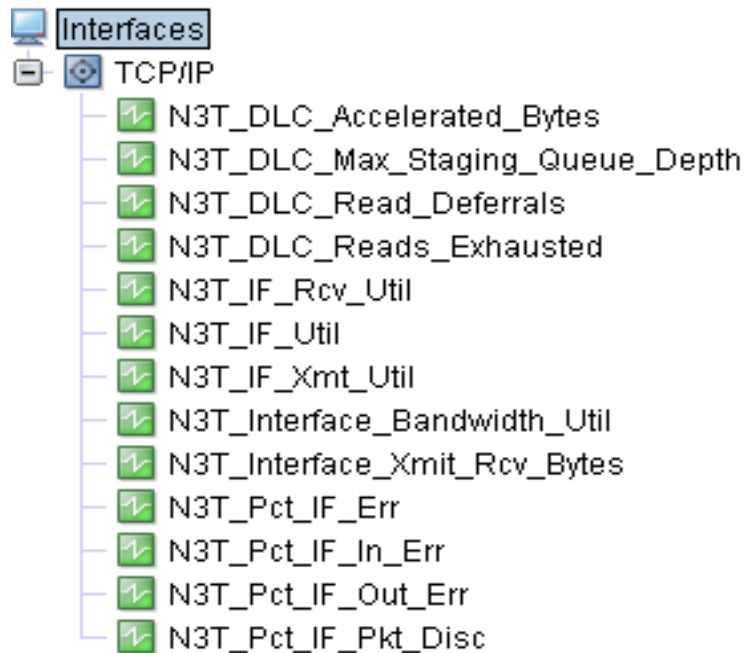 Interfaces
TCP/IP
N3T_DLC_Accelerated_Bytes
N3T_DLC_Max_Staging_Queue_Depth
N3T_DLC_Read_Deferrals
N3T_DLC_Reads_Exhausted
N3T_IF_Rcv_Util
N3T_IF_Util
N3T_IF_Xmt_Util
N3T_Interface_Bandwidth_Util
N3T_Interface_Xmit_Rcv_Bytes
N3T_Pct_IF_Err
N3T_Pct_IF_In_Err
N3T_Pct_IF_Out_Err
N3T_Pct_IF_Pkt_Disc